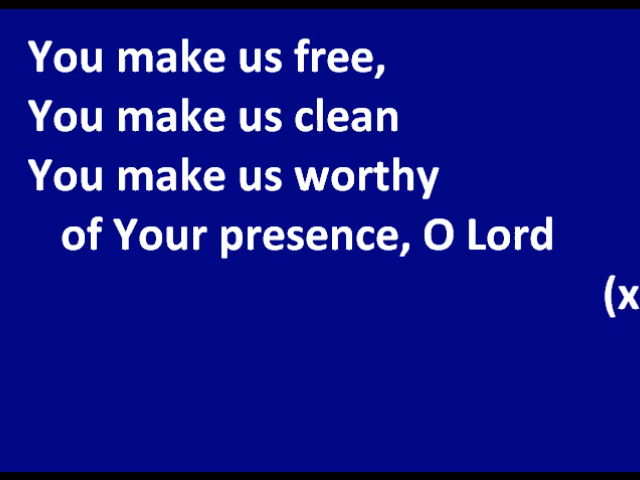 You make us free,
You make us clean
You make us worthy
of Your presence, O Lord
(x